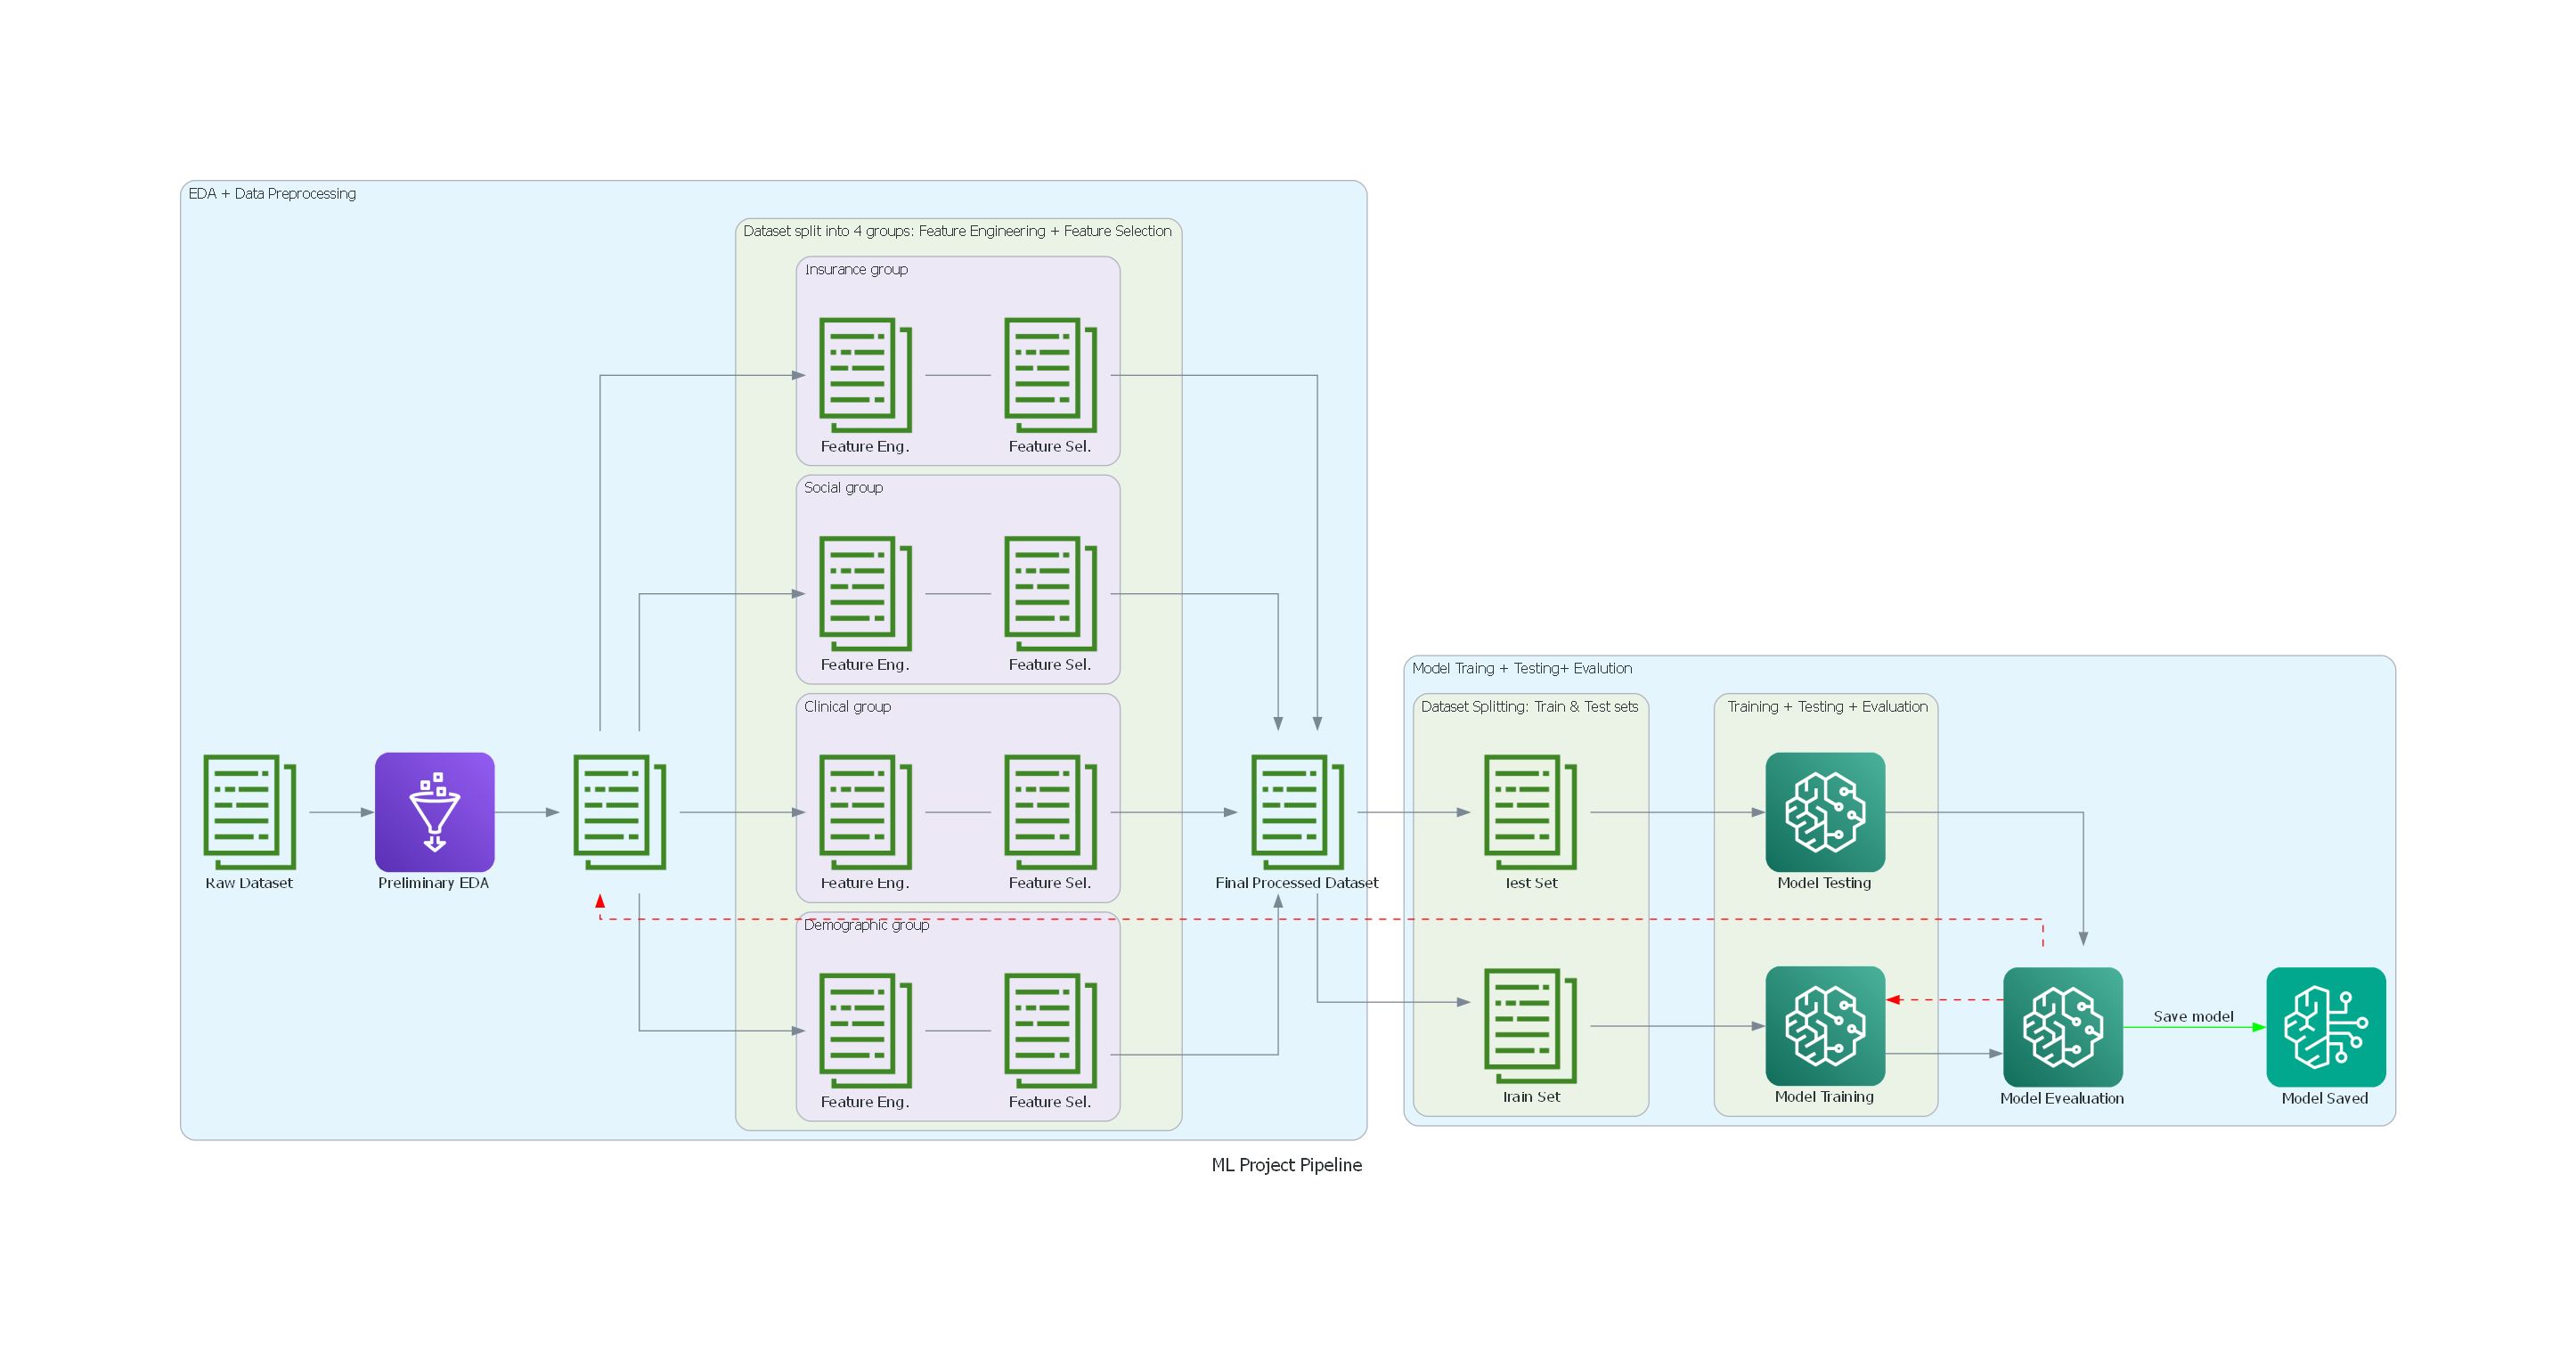 EDA + Data Preprocessing
Dataset split into 4 groups: Feature Engineering + Feature Selection
Insurance group
Feature Eng.
Feature Sel.
Social group
Feature Eng.
Feature Sel.
Clinical group
Feature Eng.
Feature Sel.
Demographic group
Feature Eng.
Feature Sel.
Raw Dataset
Preliminary EDA
Final Processed Dataset
Model Traing + Testing+ Evalution
Dataset Splitting: Train & Test sets
Test Set
Train Set
Training + Testing + Evaluation
Model Testing
Model Training
Model Evealuation
Save model
Model Saved
ML Project Pipeline